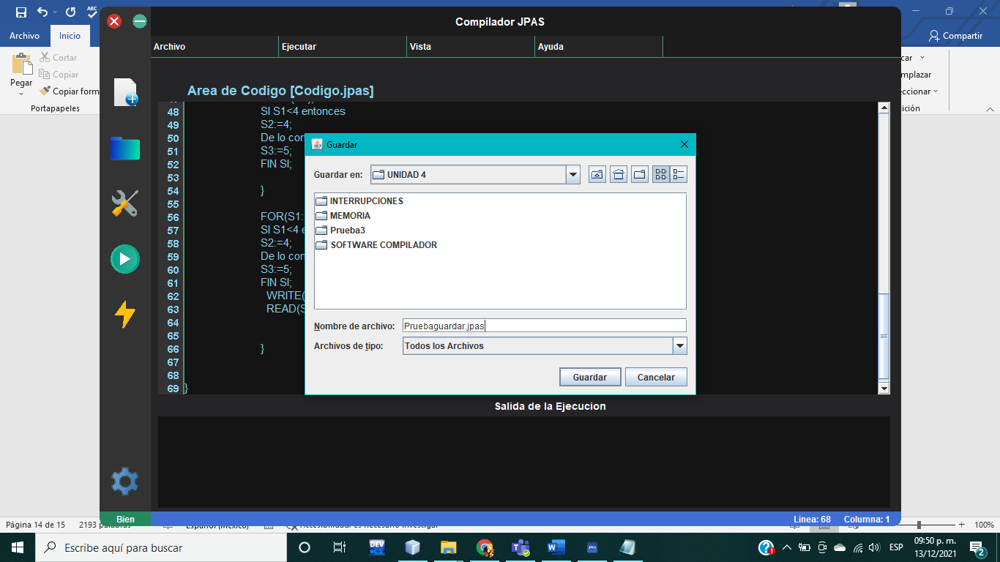 ABC
Compilador JPAS
Archivo
Inicio
Compartir
Archivo
Ejecutar
Vista
Ayuda
Cortar
Copiar
Pegar
Copiar form
Portapapeles
car
mplazar
eccionar
dición
Area de Codigo [Codigo.jpas]
48 SI S1<4 entonces
49 S2:=4;
50 De lo con
51 S3:=5;
52 FIN SI;
53
54 }
55
56 FOR(S1:
57 SI S1<4 e
58 S2:=4;
59 De lo con
60 S3:=5;
61 FIN SI;
62 WRITE(
63 READ(S
64
65
66 }
67
68
69 }
Guardar
Guardar en:
UNIDAD 4
INTERRUPCIONES
MEMORIA
Prueba3
SOFTWARE COMPILADOR
Nombre de archivo:
Pruebaguardar.jpas
Archivos de tipo:
Todos los Archivos
Guardar
Cancelar
Salida de la Ejecucion
Bien
Linea: 68
Columna: 1
Página 14 de 15
2193 palabras
Español (México)
100%
Escribe aquí para buscar
DEV
JPAS
ESP
09:50 p. m.
13/12/2021
2